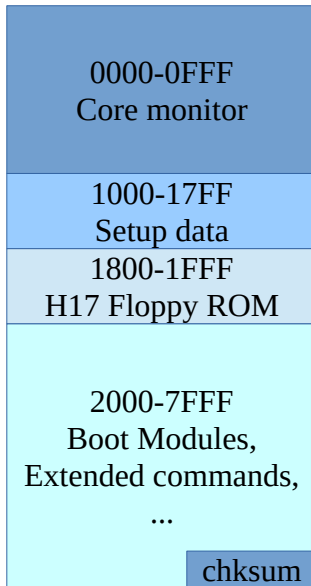 0000-0FFF
Core monitor
1000-17FF
Setup data
1800-1FFF
H17 Floppy ROM
2000-7FFF
Boot Modules,
Extended commands,
...
chksum